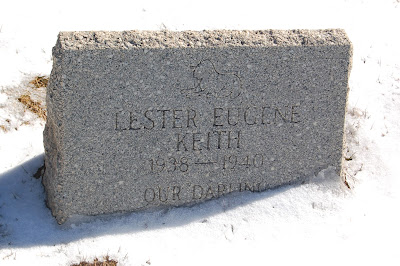 LESTER EUGENE
KEITH
1938 — 1940
OUR DARLING